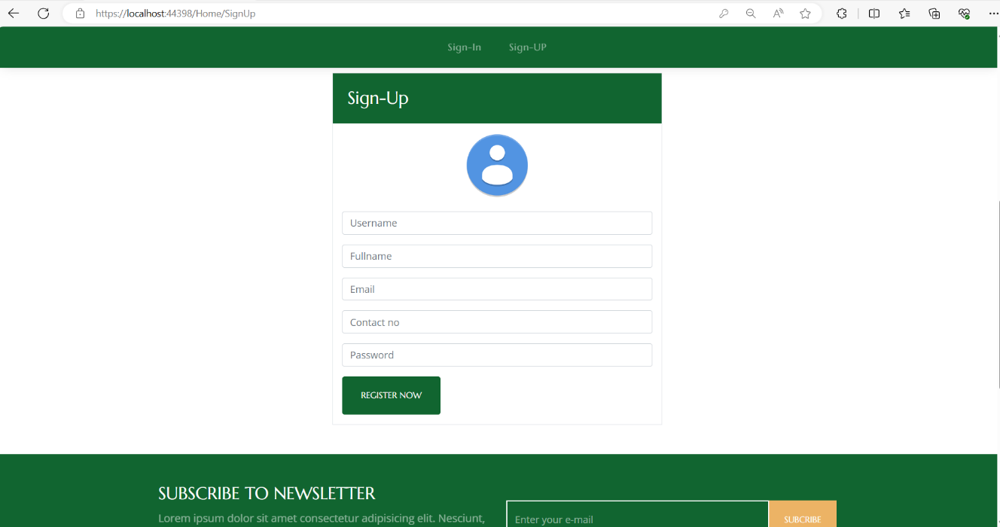 https://localhost:44398/Home/SignUp
Sign-In Sign-UP
Sign-Up
Username
Fullname
Email
Contact no
Password
REGISTER NOW
SUBSCRIBE TO NEWSLETTER
Lorem ipsum dolor sit amet consectetur adipisicing elit. Nesciunt,
Enter your e-mail
SUBCRIBE